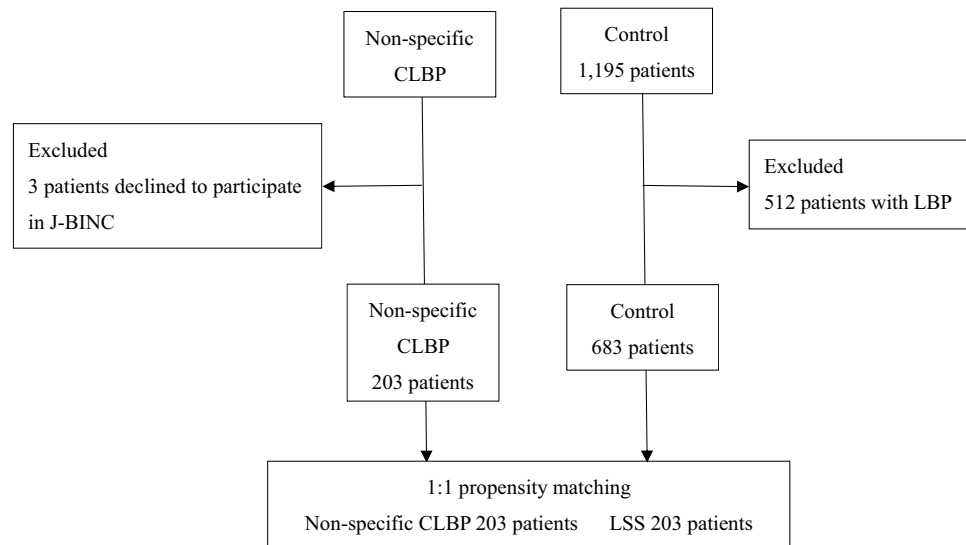 Non-specific
CLBP
Control
1,195 patients
Excluded
3 patients declined to participate
in J-BINC
Excluded
512 patients with LBP
Non-specific
CLBP
203 patients
Control
683 patients
1:1 propensity matching
Non-specific CLBP 203 patients LSS 203 patients